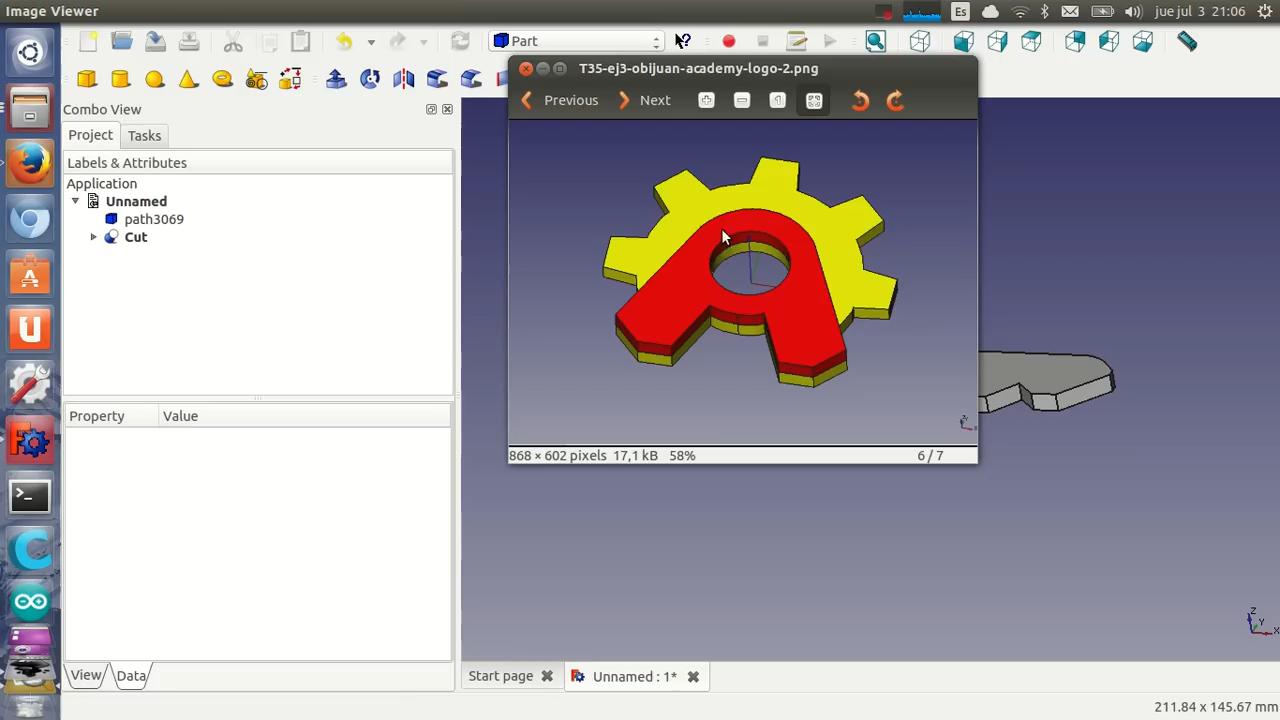 Image Viewer
Es
jue jul 3 21:06
Part
T35-ej3-obijuan-academy-logo-2.png
Previous
Next
Combo View
Project
Tasks
Labels & Attributes
Application
Unnamed
path3069
Cut
Property
Value
868 × 602 pixels 17,1 kB 58%
6 / 7
View
Data
Start page
Unnamed : 1*
Z
Y
X
211.84 x 145.67 mm